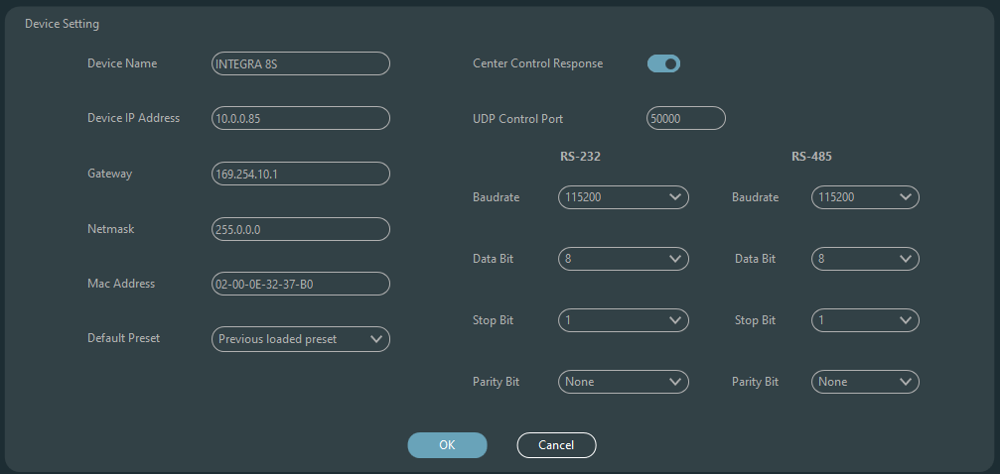 Device Setting
Device Name INTEGRA 8S
Device IP Address 10.0.0.85
Gateway 169.254.10.1
Netmask 255.0.0.0
Mac Address 02-00-0E-32-37-B0
Default Preset Previous loaded preset
Center Control Response
UDP Control Port 50000
RS-232 RS-485
Baudrate 115200 Baudrate 115200
Data Bit 8 Data Bit 8
Stop Bit 1 Stop Bit 1
Parity Bit None Parity Bit None
OK Cancel